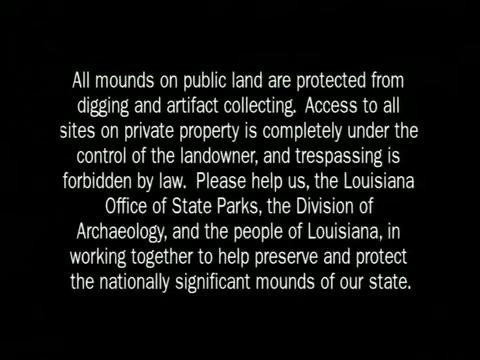 All mounds on public land are protected from
digging and artifact collecting.  Access to all
sites on private property is completely under the
control of the landowner, and trespassing is
forbidden by law.  Please help us, the Louisiana
Office of State Parks, the Division of
Archaeology, and the people of Louisiana, in
working together to help preserve and protect
the nationally significant mounds of our state.